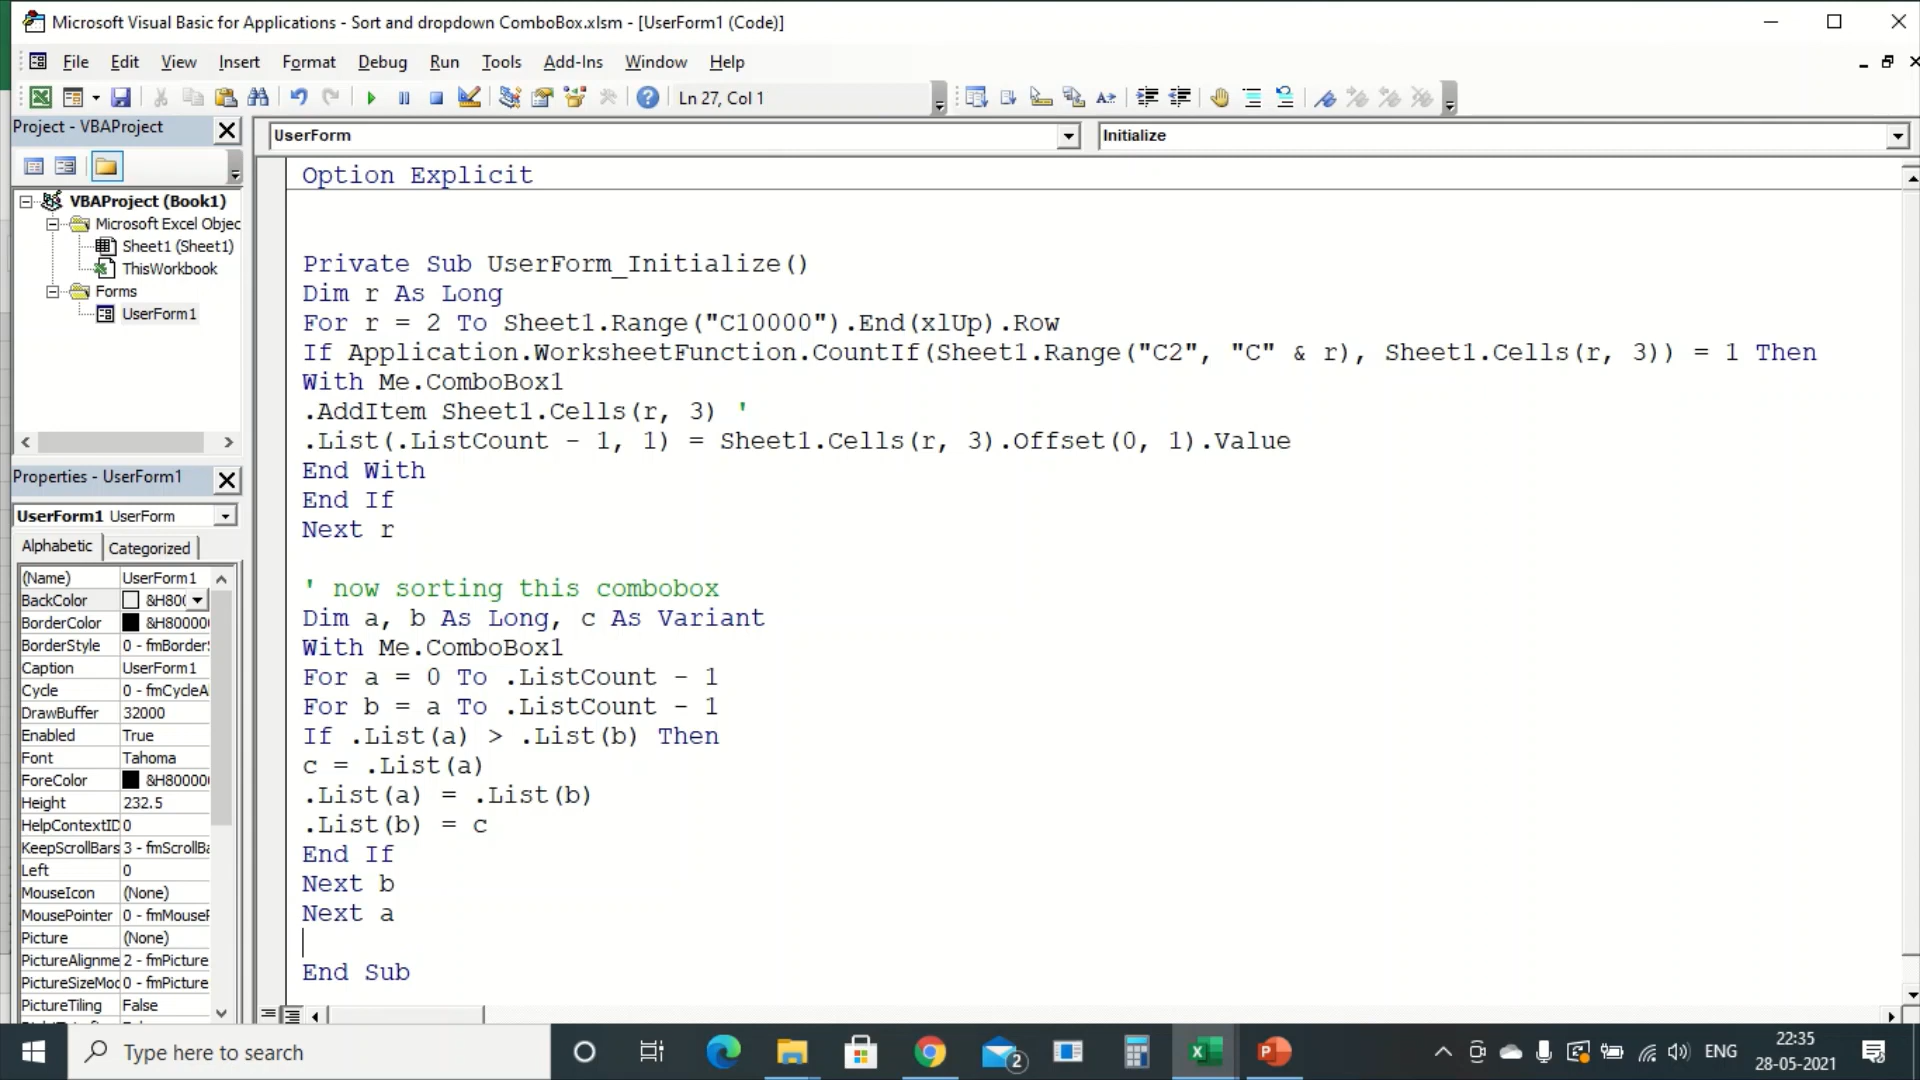 Microsoft Visual Basic for Applications - Sort and dropdown ComboBox.xlsm - [UserForm1 (Code)]
File Edit View Insert Format Debug Run Tools Add-Ins Window Help
Ln 27, Col 1
Project - VBAProject
UserForm
Initialize
VBAProject (Book1)
Microsoft Excel Objec
Sheet1 (Sheet1)
ThisWorkbook
Forms
UserForm1
Properties - UserForm1
UserForm1 UserForm
Alphabetic Categorized
(Name) UserForm1
BackColor &H800
BorderColor &H80000
BorderStyle 0 - fmBorder
Caption UserForm1
Cycle 0 - fmCycleA
DrawBuffer 32000
Enabled True
Font Tahoma
ForeColor &H80000
Height 232.5
HelpContextID 0
KeepScrollBars 3 - fmScrollBa
Left 0
MouseIcon (None)
MousePointer 0 - fmMouseP
Picture (None)
PictureAlignme 2 - fmPicture
PictureSizeMoc 0 - fmPicture
PictureTiling False
Option Explicit
Private Sub UserForm_Initialize()
Dim r As Long
For r = 2 To Sheet1.Range("C10000").End(xlUp).Row
If Application.WorksheetFunction.CountIf(Sheet1.Range("C2", "C" & r), Sheet1.Cells(r, 3)) = 1 Then
With Me.ComboBox1
.AddItem Sheet1.Cells(r, 3) '
.List(.ListCount - 1, 1) = Sheet1.Cells(r, 3).Offset(0, 1).Value
End With
End If
Next r
' now sorting this combobox
Dim a, b As Long, c As Variant
With Me.ComboBox1
For a = 0 To .ListCount - 1
For b = a To .ListCount - 1
If .List(a) > .List(b) Then
c = .List(a)
.List(a) = .List(b)
.List(b) = c
End If
Next b
Next a
End Sub
Type here to search
2
ENG
22:35
28-05-2021